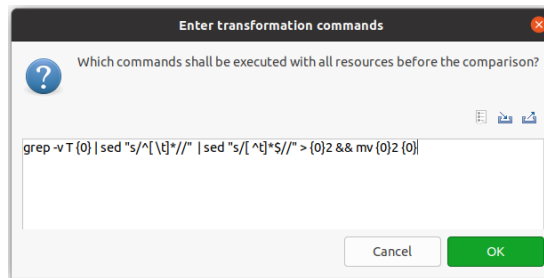 Enter transformation commands
Which commands shall be executed with all resources before the comparison?
grep -v T {0} | sed "s/^[ \t]*//" | sed "s/[ ^t]*$//" > {0}2 && mv {0}2 {0}
Cancel
OK